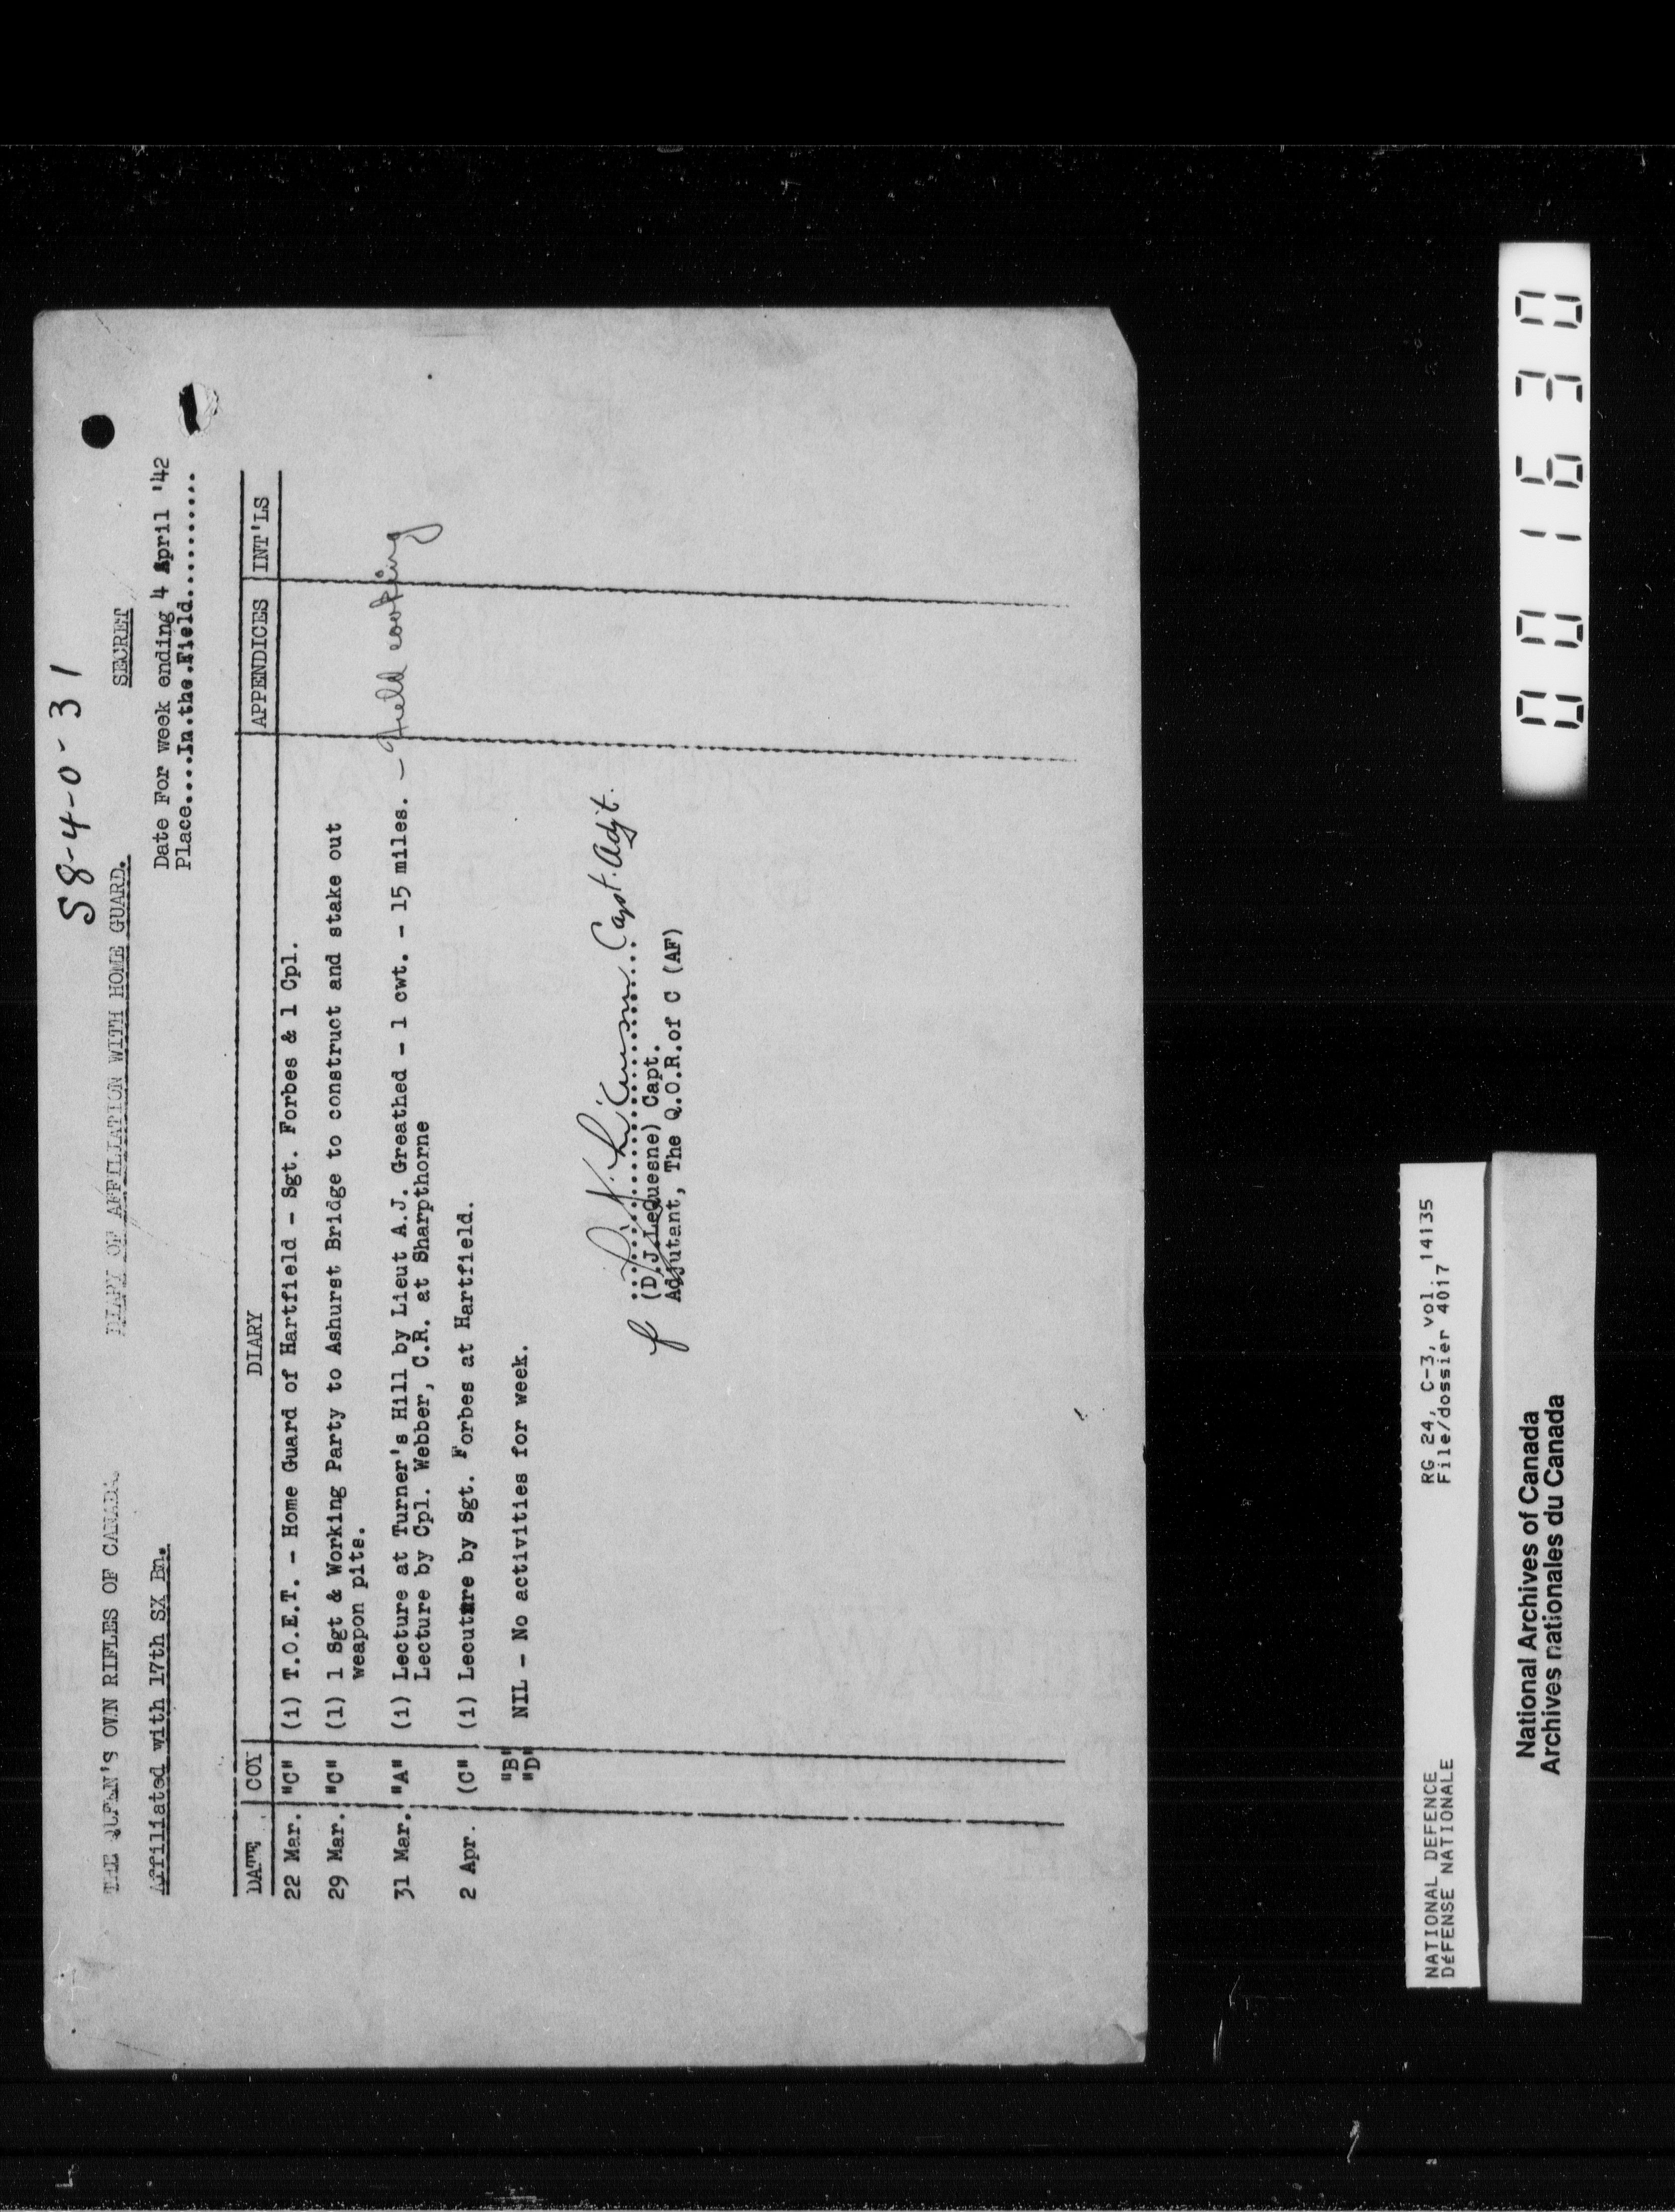 58-4-0-31
THE QUEEN'S OWN RIFLES OF CANADA. DIARY OF AFFILIATION WITH HOME GUARD. SECRET
Affiliated with 17th SX Bn. Date For week ending 4 April '42
Place....In.the.Field...........
DATE COY DIARY APPENDICES INT'LS
22 Mar. "C" (i) T.O.E.T. - Home Guard of Hartfield - Sgt. Forbes & 1 Cpl.
29 Mar. "C" (1) 1 Sgt & Working Party to Ashurst Bridge to construct and stake out
weapon pits.
31 Mar. "A" (i) Lecture at Turner's Hill by Lieut A.J. Greathed - 1 cwt. - 15 miles. - Field cooking
Lecture by Cpl. Webber, C.R. at Sharpthorne
2 Apr. (C" (i) Lecutre by Sgt. Forbes at Hartfield.
"B"
"D" NIL - No activities for week.
Capt. Adjt.
(D.J.LeQuesne) Capt.
Adjutant, The Q.O.R.of C (AF)
NATIONAL DEFENCE RG 24, C-3, vol. 14135
DéFENSE NATIONALE File/dossier 4017
National Archives of Canada
Archives nationales du Canada
001630